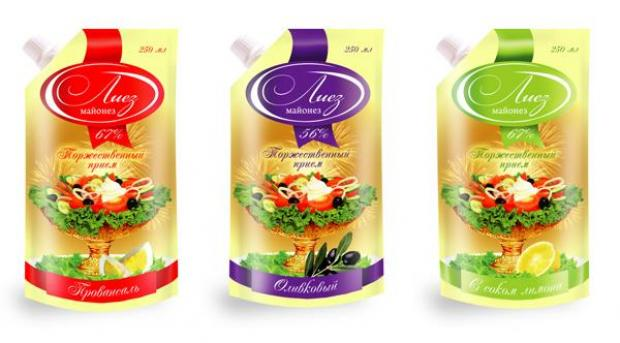 250 мл
Лиез
майонез
67%
Торжественный
прием
Провансаль
250 мл
Лиез
майонез
56%
Торжественный
прием
Оливковый
250 мл
Лиез
майонез
67%
Торжественный
прием
С соком лимона